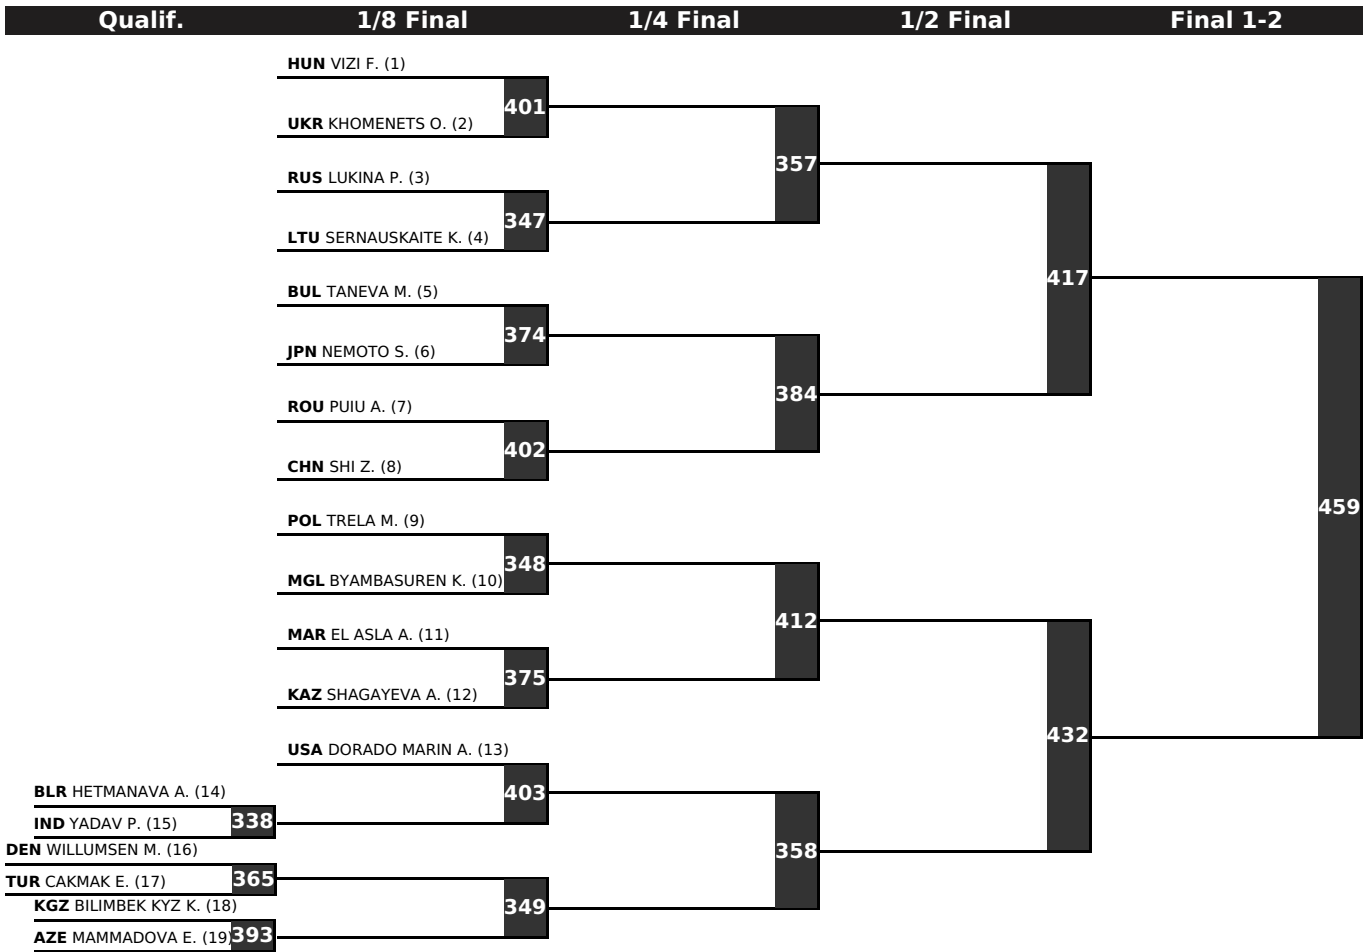 Qualif. 1/8 Final 1/4 Final 1/2 Final Final 1-2
HUN VIZI F. (1)
401
UKR KHOMENETS O. (2)
357
RUS LUKINA P. (3)
347
LTU SERNAUSKAITE K. (4)
417
BUL TANEVA M. (5)
374
JPN NEMOTO S. (6)
384
ROU PUIU A. (7)
402
CHN SHI Z. (8)
459
POL TRELA M. (9)
348
MGL BYAMBASUREN K. (10)
412
MAR EL ASLA A. (11)
375
KAZ SHAGAYEVA A. (12)
432
USA DORADO MARIN A. (13)
403
BLR HETMANAVA A. (14)
338
IND YADAV P. (15)
DEN WILLUMSEN M. (16)
358
365
TUR CAKMAK E. (17)
KGZ BILIMBEK KYZ K. (18)
349
AZE MAMMADOVA E. (19)
393